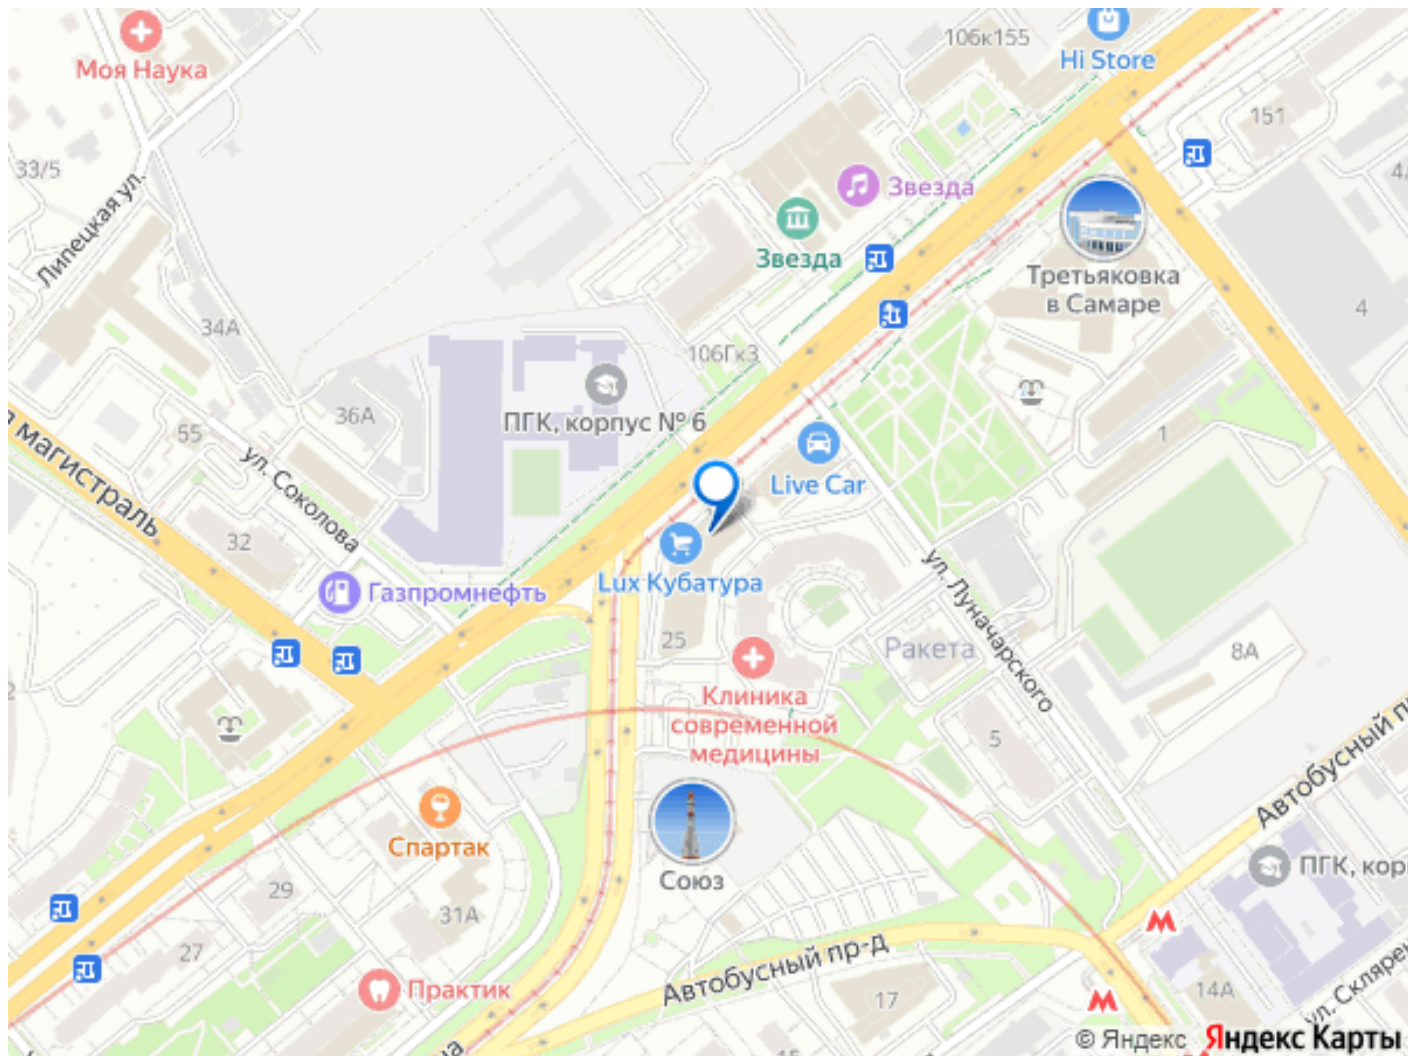 106к155
Hi Store
Моя Наука
151
33/5
Звезда
Липецкая ул.
Звезда
Третьяковка
в Самаре
4
34А
106Гк3
36А
ПГК, корпус № 6
55
1
магистраль
ул. Соколова
Live Car
32
Газпромнефть
Lux Кубатура
ул. Луначарского
25
Ракета
8А
Клиника
современной
медицины
5
Автобусный п
Спартак
Союз
ПГК, кор
29
31А
27
Автобусный пр-д
Практик
17
14А
ул. Скляре
на
© Яндекс Яндекс Карты